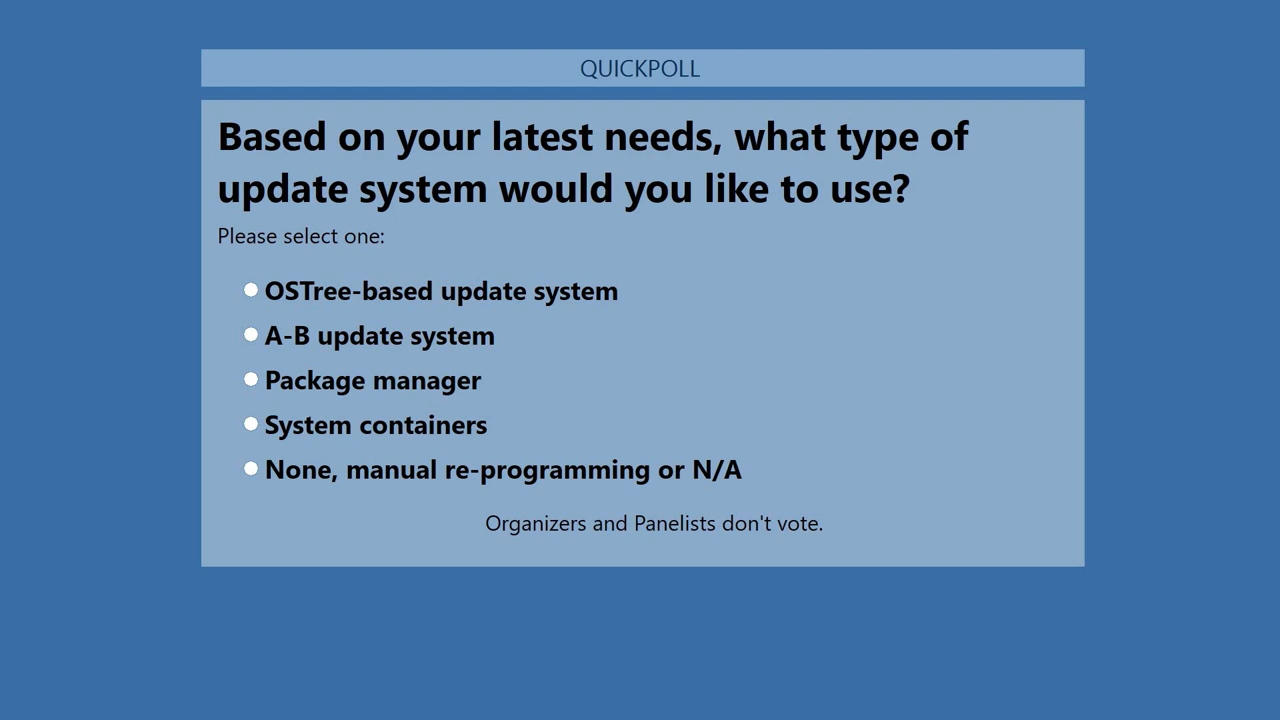 QUICKPOLL
Based on your latest needs, what type of
update system would you like to use?
Please select one:
OSTree-based update system
A-B update system
Package manager
System containers
None, manual re-programming or N/A
Organizers and Panelists don't vote.